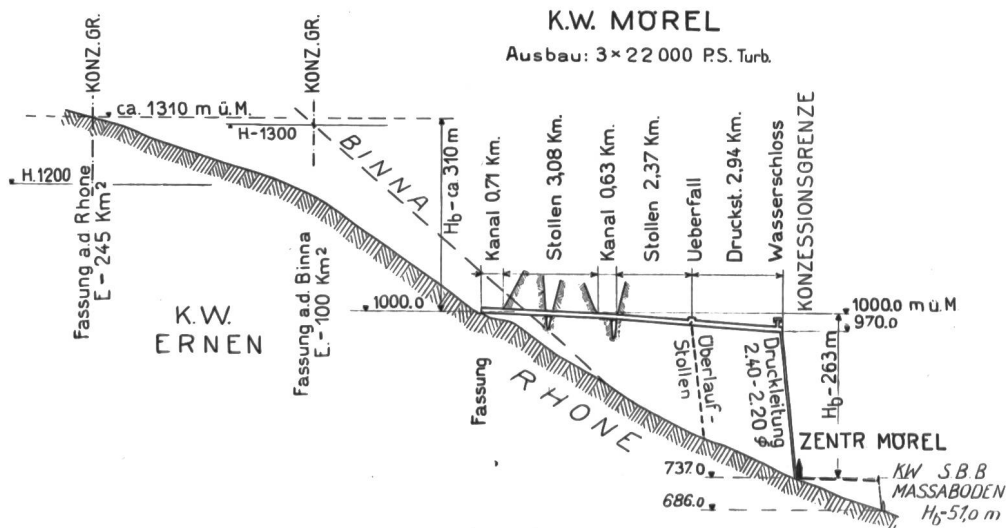 K.W. MÖREL
Ausbau: 3×22000 P.S. Turb.
KONZ.GR.
KONZ.GR.
ca. 1310 m ü.M.
H-1300
BINNA
H.1200
Hb - ca. 310 m
Kanal 0,71 Km.
Stollen 3,08 Km.
Kanal 0,63 Km.
Stollen 2,37 Km.
Ueberfall
Druckst. 2,94 Km.
Wasserschloss
KONZESSIONSGRENZE
Fassung a.d Rhone
E - 245 Km²
Fassung a.d. Binna
E. - 100 Km²
K.W.
ERNEN
1000.0
1000.0 m ü.M
970.0
Fassung
RHONE
Überlauf-
Stollen
Druckleitung
2.40-2.20 φ
Hb-263 m
ZENTR MÖREL
737.0
KW S.B.B
MASSABODEN
686.0
Hb-51.0 m